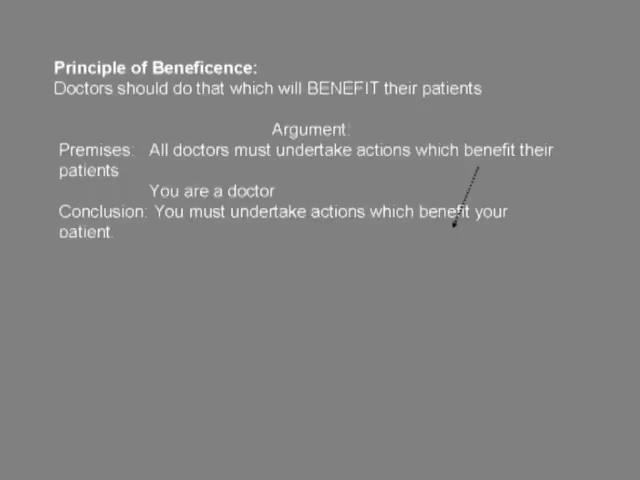 Principle of Beneficence:
Doctors should do that which will BENEFIT their patients
Argument:
Premises: All doctors must undertake actions which benefit their
patients
You are a doctor
Conclusion: You must undertake actions which benefit your
patient.